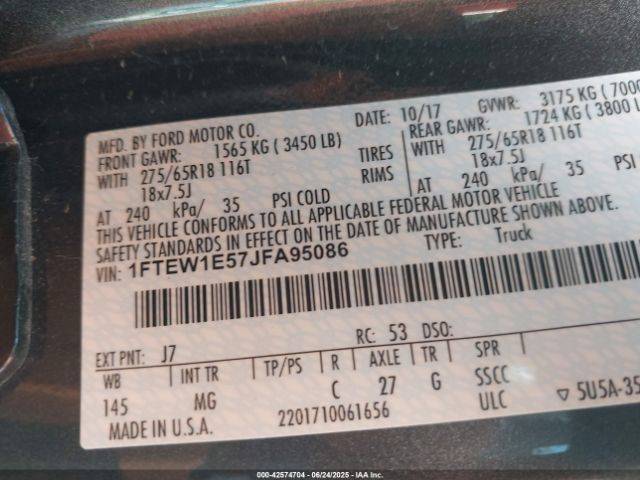 MFD. BY FORD MOTOR CO. DATE: 10/17 GVWR: 3175 KG ( 7000
FRONT GAWR: 1565 KG ( 3450 LB) REAR GAWR: 1724 KG ( 3800
WITH 275/65R18 116T TIRES WITH 275/65R18 116T
18x7.5J RIMS 18x7.5J
AT 240 kPa/ 35 PSI COLD AT 240 kPa/ 35
THIS VEHICLE CONFORMS TO ALL APPLICABLE FEDERAL MOTOR VEHICLE
SAFETY STANDARDS IN EFFECT ON THE DATE OF MANUFACTURE SHOWN ABOVE.
VIN: 1FTEW1E57JFA95086 TYPE: Truck
EXT PNT: J7 RC: 53 DSO:
WB INT TR TP/PS R AXLE TR SPR
145 MG C 27 G SSCC
MADE IN U.S.A. 2201710061656 ULC ▽ 5U5A-35
000-42574704 - 06/24/2025 - IAA Inc.